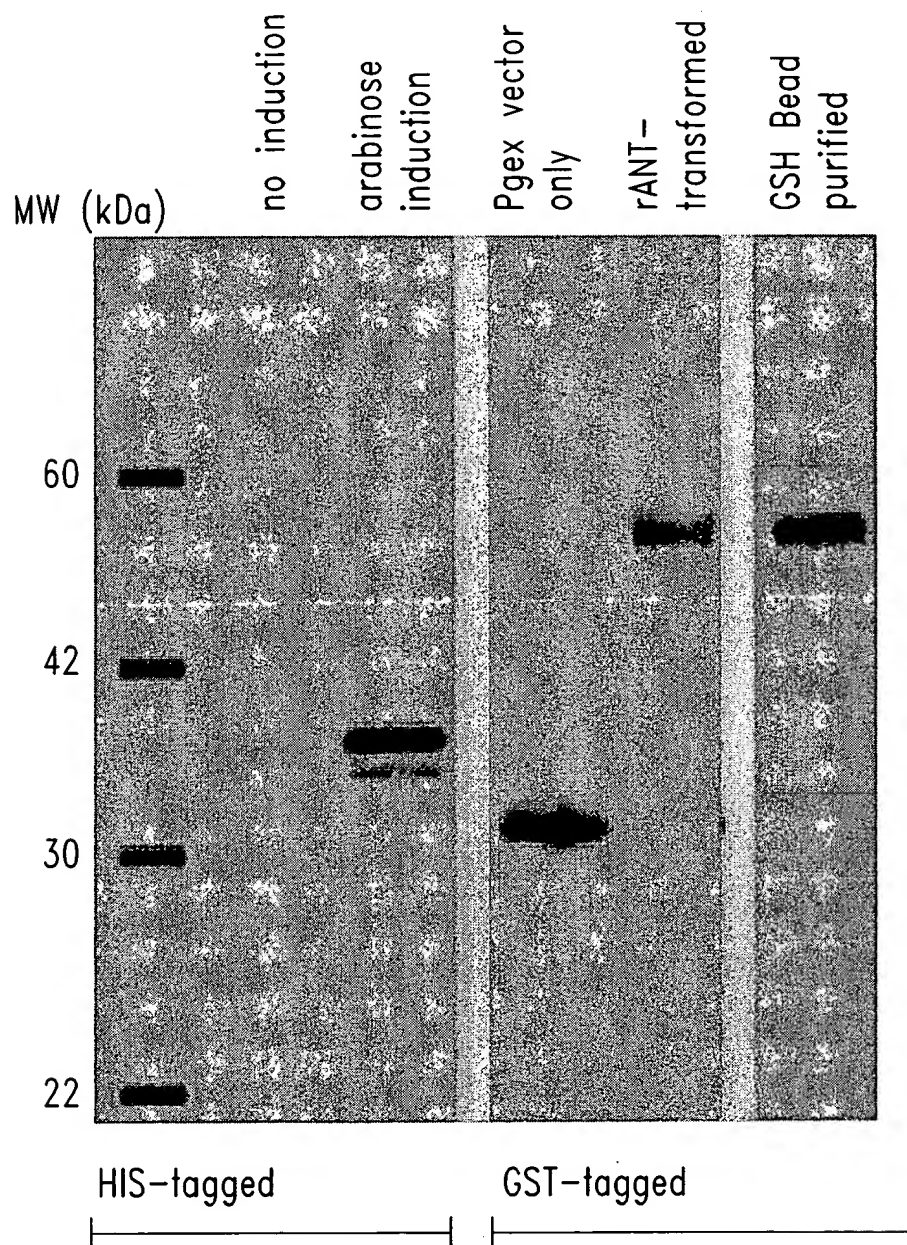 MW (kDa)
no induction
arabinose
induction
Pgex vector
only
rANT-
transformed
GSH Bead
purified
60
42
30
22
HIS-tagged
GST-tagged